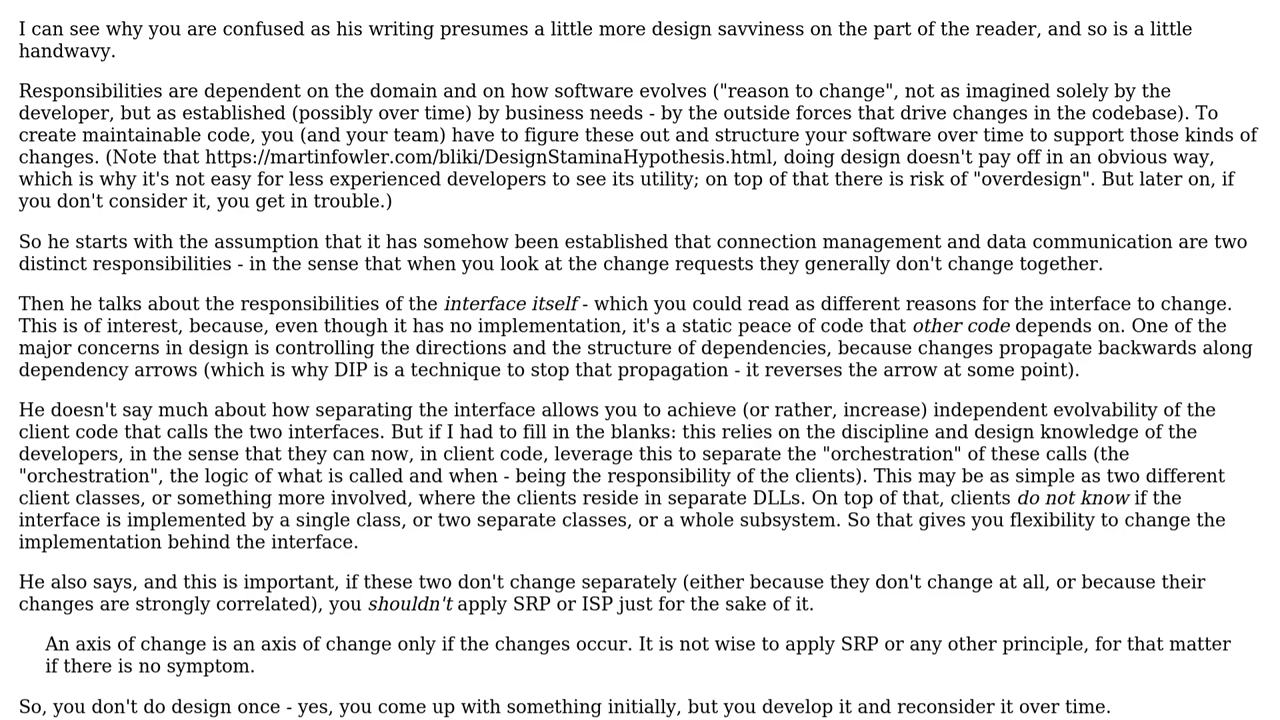 I can see why you are confused as his writing presumes a little more design savviness on the part of the reader, and so is a little
handwavy.
Responsibilities are dependent on the domain and on how software evolves ("reason to change", not as imagined solely by the
developer, but as established (possibly over time) by business needs - by the outside forces that drive changes in the codebase). To
create maintainable code, you (and your team) have to figure these out and structure your software over time to support those kinds of
changes. (Note that https://martinfowler.com/bliki/DesignStaminaHypothesis.html, doing design doesn't pay off in an obvious way,
which is why it's not easy for less experienced developers to see its utility; on top of that there is risk of "overdesign". But later on, if
you don't consider it, you get in trouble.)
So he starts with the assumption that it has somehow been established that connection management and data communication are two
distinct responsibilities - in the sense that when you look at the change requests they generally don't change together.
Then he talks about the responsibilities of the interface itself - which you could read as different reasons for the interface to change.
This is of interest, because, even though it has no implementation, it's a static peace of code that other code depends on. One of the
major concerns in design is controlling the directions and the structure of dependencies, because changes propagate backwards along
dependency arrows (which is why DIP is a technique to stop that propagation - it reverses the arrow at some point).
He doesn't say much about how separating the interface allows you to achieve (or rather, increase) independent evolvability of the
client code that calls the two interfaces. But if I had to fill in the blanks: this relies on the discipline and design knowledge of the
developers, in the sense that they can now, in client code, leverage this to separate the "orchestration" of these calls (the
"orchestration", the logic of what is called and when - being the responsibility of the clients). This may be as simple as two different
client classes, or something more involved, where the clients reside in separate DLLs. On top of that, clients do not know if the
interface is implemented by a single class, or two separate classes, or a whole subsystem. So that gives you flexibility to change the
implementation behind the interface.
He also says, and this is important, if these two don't change separately (either because they don't change at all, or because their
changes are strongly correlated), you shouldn't apply SRP or ISP just for the sake of it.
An axis of change is an axis of change only if the changes occur. It is not wise to apply SRP or any other principle, for that matter
if there is no symptom.
So, you don't do design once - yes, you come up with something initially, but you develop it and reconsider it over time.